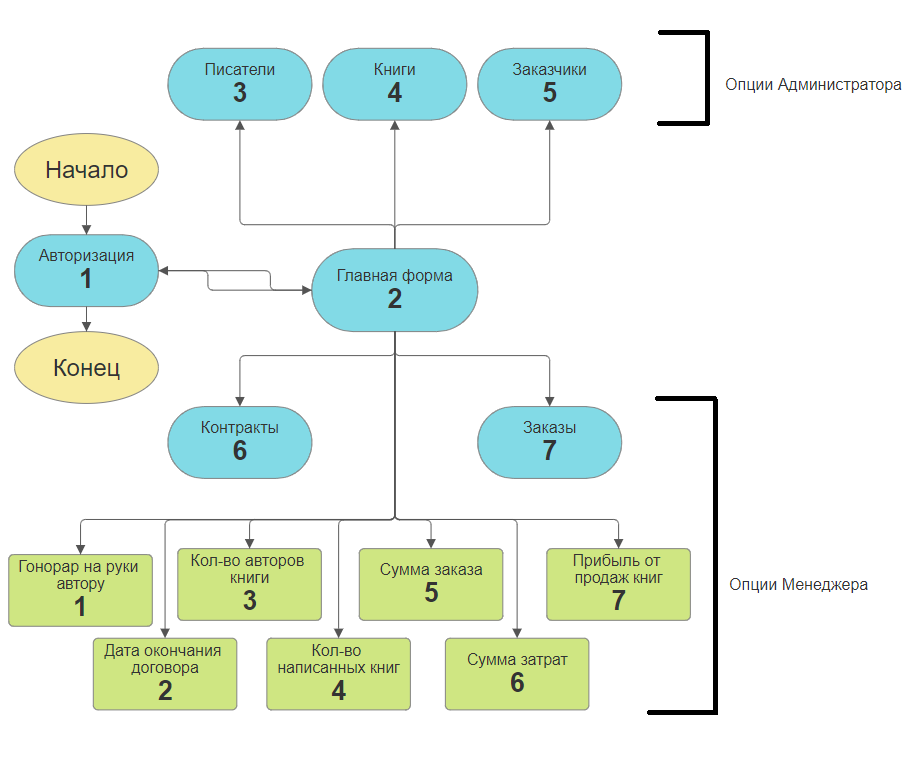 Писатели
3
Книги
4
Заказчики
5
Опции Администратора
Начало
Авторизация
1
Главная форма
2
Конец
Контракты
6
Заказы
7
Гонорар на руки
автору
1
Кол-во авторов
книги
3
Сумма заказа
5
Прибыль от
продаж книг
7
Опции Менеджера
Дата окончания
договора
2
Кол-во
написанных книг
4
Сумма затрат
6